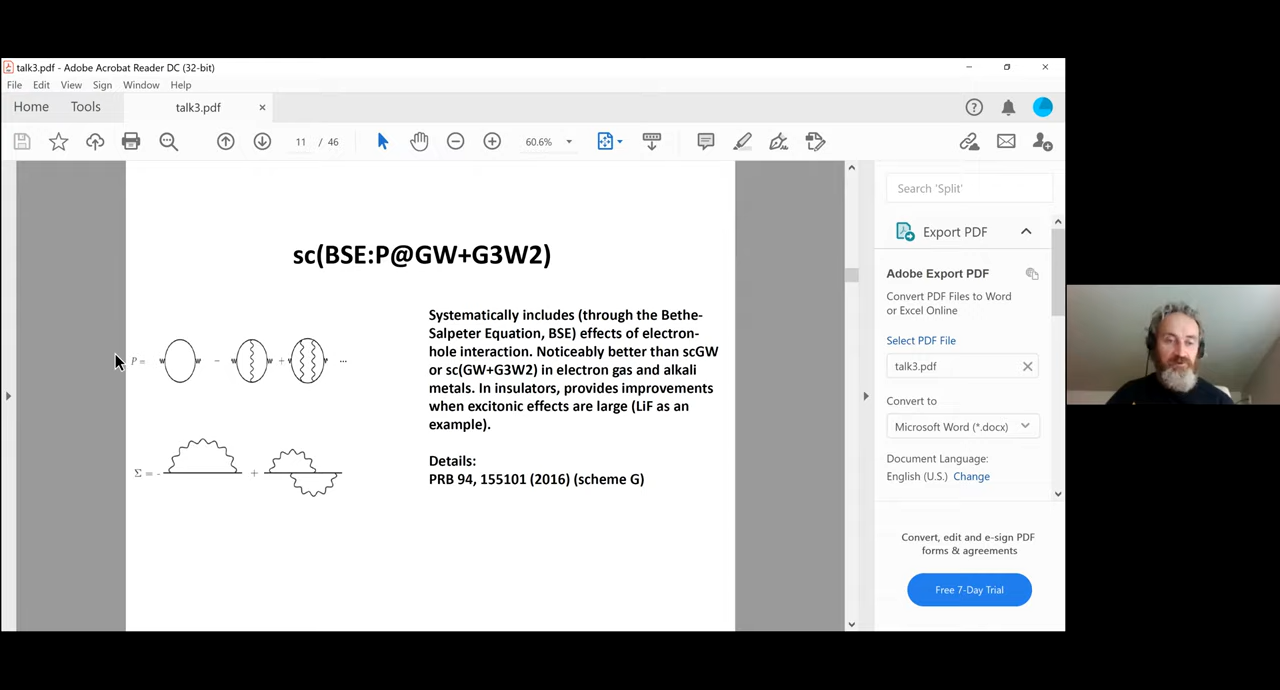 talk3.pdf - Adobe Acrobat Reader DC (32-bit)
File Edit View Sign Window Help
Home Tools talk3.pdf
11 / 46 60.6%
sc(BSE:P@GW+G3W2)
P = - + ...
Σ = - +
Systematically includes (through the Bethe-
Salpeter Equation, BSE) effects of electron-
hole interaction. Noticeably better than scGW
or sc(GW+G3W2) in electron gas and alkali
metals. In insulators, provides improvements
when excitonic effects are large (LiF as an
example).
Details:
PRB 94, 155101 (2016) (scheme G)
Search 'Split'
Export PDF
Adobe Export PDF
Convert PDF Files to Word
or Excel Online
Select PDF File
talk3.pdf
Convert to
Microsoft Word (*.docx)
Document Language:
English (U.S.) Change
Convert, edit and e-sign PDF
forms & agreements
Free 7-Day Trial